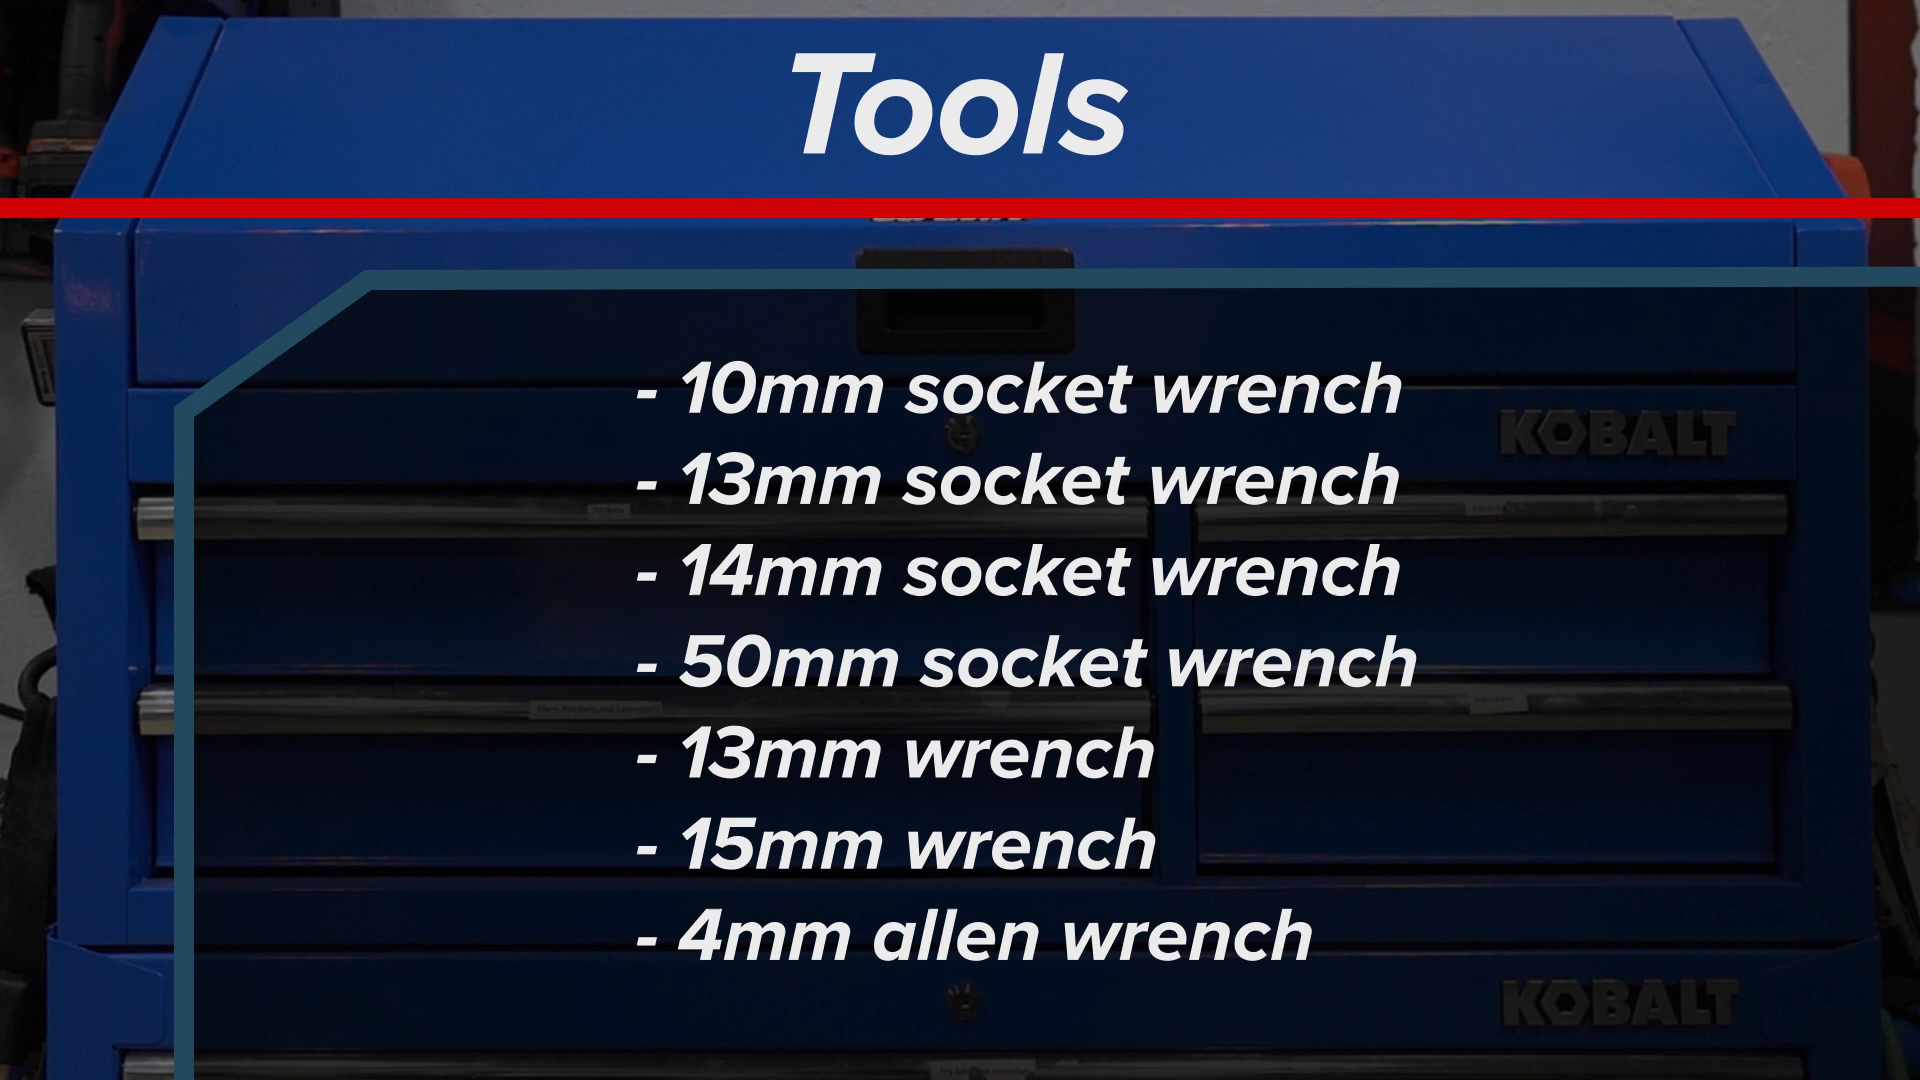 Tools
- 10mm socket wrench
KOBALT
- 13mm socket wrench
- 14mm socket wrench
- 50mm socket wrench
- 13mm wrench
- 15mm wrench
- 4mm allen wrench
KOBALT